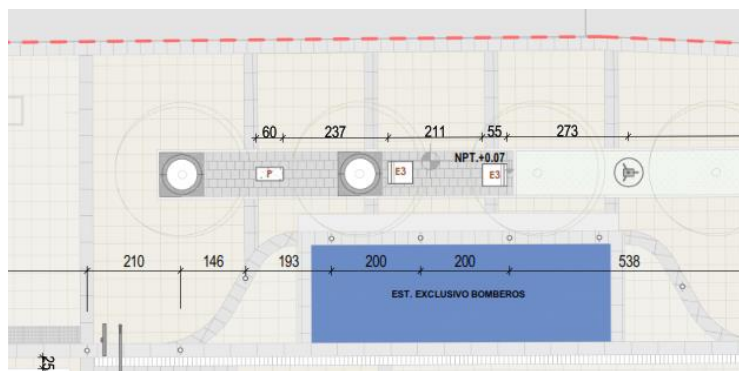 60 237 211 55 273
NPT.+0.07
P E3 E3
210 146 193 200 200 538
EST. EXCLUSIVO BOMBEROS
25